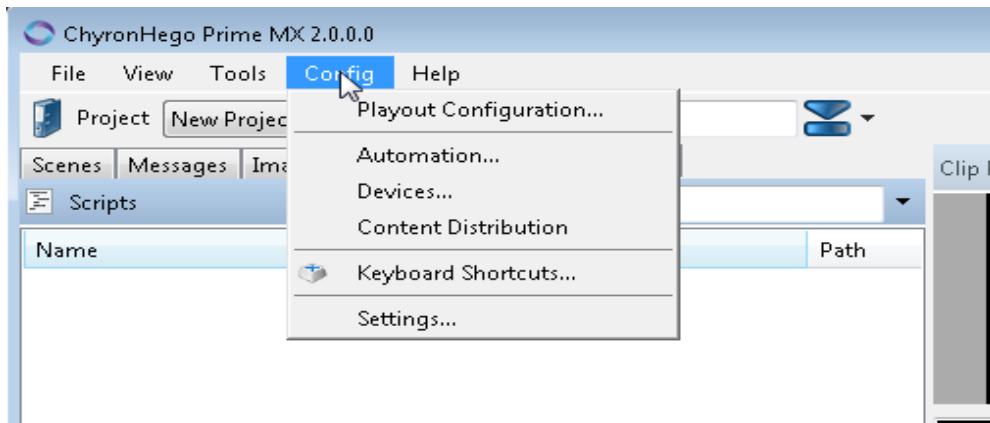 ChyronHego Prime MX 2.0.0.0
File View Tools Config Help
Project New Projec
Playout Configuration...
Scenes Messages Ima
Automation...
Clip
Scripts
Devices...
Content Distribution
Name
Path
Keyboard Shortcuts...
Settings...